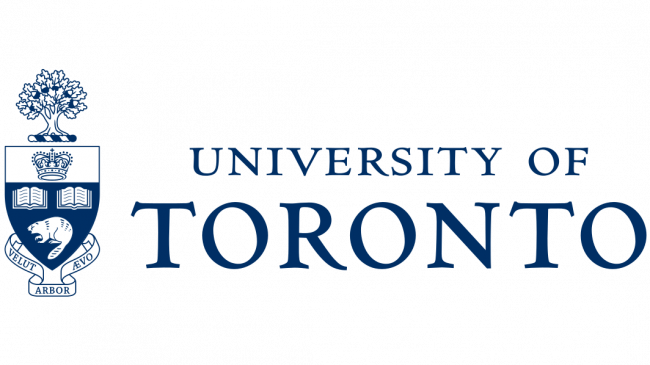 UNIVERSITY OF
TORONTO
VELUT
ARBOR
ÆVO